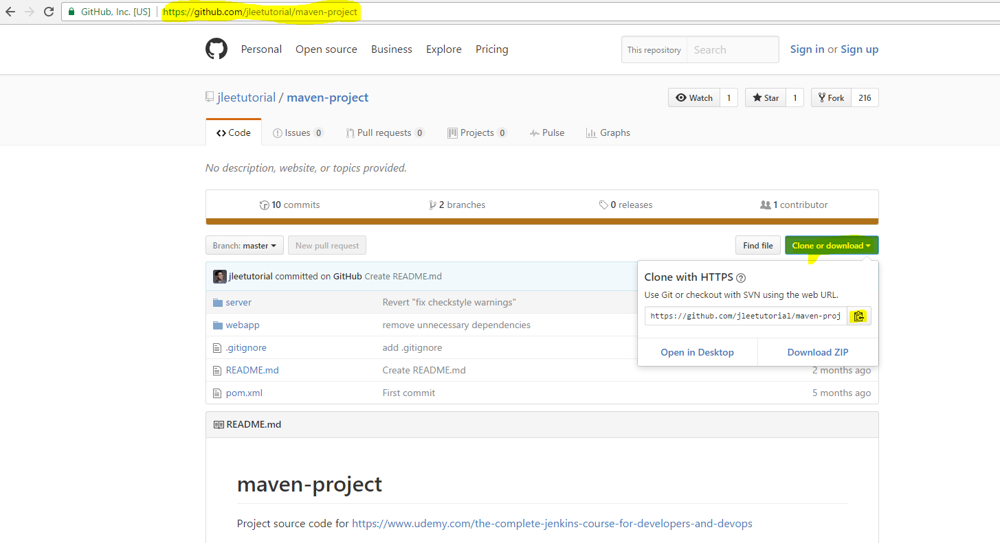 GitHub, Inc. [US] https://github.com/jleetutorial/maven-project
Personal Open source Business Explore Pricing This repository Search Sign in or Sign up
jleetutorial / maven-project Watch 1 Star 1 Fork 216
Code Issues 0 Pull requests 0 Projects 0 Pulse Graphs
No description, website, or topics provided.
10 commits 2 branches 0 releases 1 contributor
Branch: master New pull request Find file Clone or download
jleetutorial committed on GitHub Create README.md
Clone with HTTPS ?
Use Git or checkout with SVN using the web URL.
https://github.com/jleetutorial/maven-proj
Open in Desktop Download ZIP
server Revert "fix checkstyle warnings"
webapp remove unnecessary dependencies
.gitignore add .gitignore
README.md Create README.md 2 months ago
pom.xml First commit 5 months ago
README.md
maven-project
Project source code for https://www.udemy.com/the-complete-jenkins-course-for-developers-and-devops